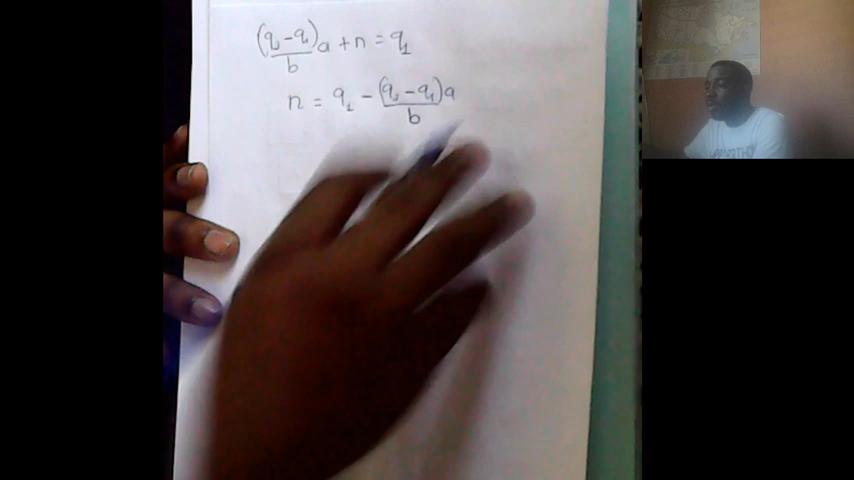 (q₂ - q₁)/b a + n = q₁
n = q₁ - (q₂ - q₁)/b a